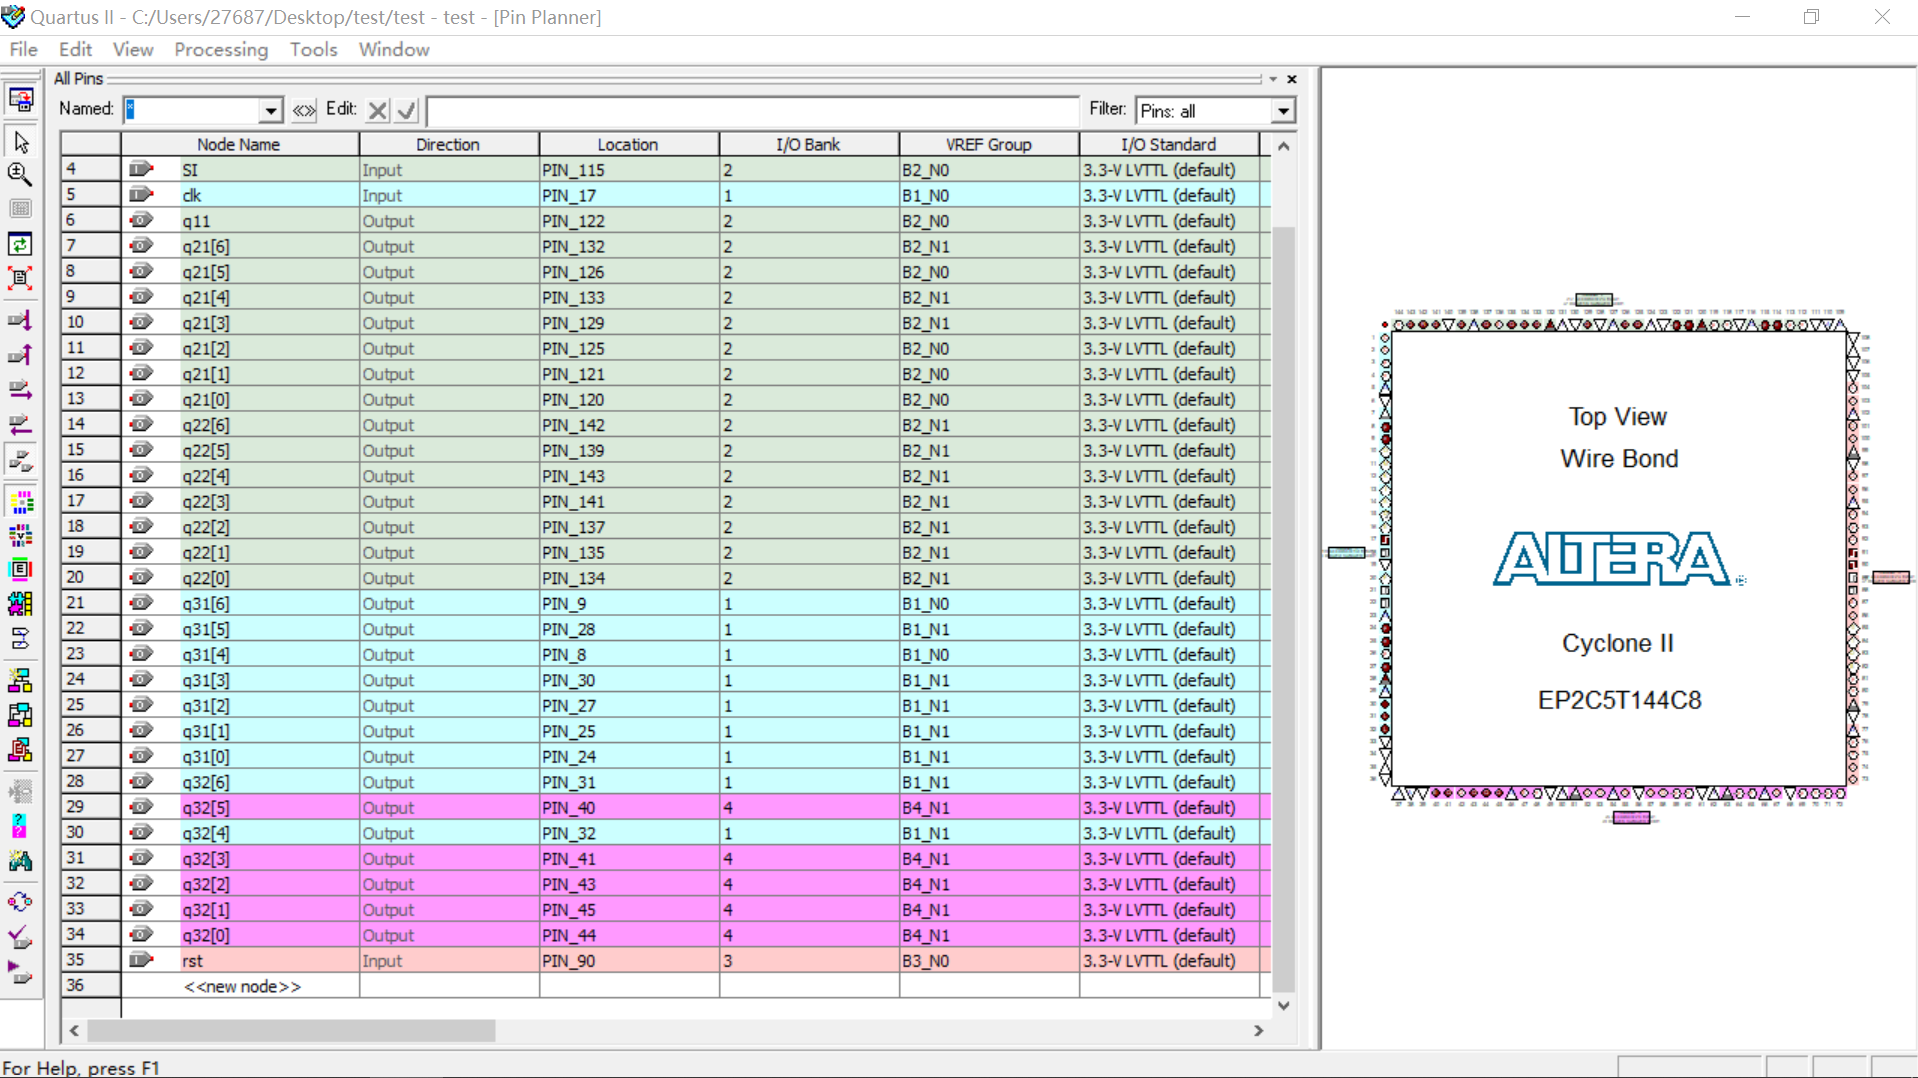 Quartus II - C:/Users/27687/Desktop/test/test - test - [Pin Planner]
File Edit View Processing Tools Window
All Pins
Named: * Edit: Filter: Pins: all
Node Name Direction Location I/O Bank VREF Group I/O Standard
4 SI Input PIN_115 2 B2_N0 3.3-V LVTTL (default)
5 clk Input PIN_17 1 B1_N0 3.3-V LVTTL (default)
6 q11 Output PIN_122 2 B2_N0 3.3-V LVTTL (default)
7 q21[6] Output PIN_132 2 B2_N1 3.3-V LVTTL (default)
8 q21[5] Output PIN_126 2 B2_N0 3.3-V LVTTL (default)
9 q21[4] Output PIN_133 2 B2_N1 3.3-V LVTTL (default)
10 q21[3] Output PIN_129 2 B2_N1 3.3-V LVTTL (default)
11 q21[2] Output PIN_125 2 B2_N0 3.3-V LVTTL (default)
12 q21[1] Output PIN_121 2 B2_N0 3.3-V LVTTL (default)
13 q21[0] Output PIN_120 2 B2_N0 3.3-V LVTTL (default)
14 q22[6] Output PIN_142 2 B2_N1 3.3-V LVTTL (default)
15 q22[5] Output PIN_139 2 B2_N1 3.3-V LVTTL (default)
16 q22[4] Output PIN_143 2 B2_N1 3.3-V LVTTL (default)
17 q22[3] Output PIN_141 2 B2_N1 3.3-V LVTTL (default)
18 q22[2] Output PIN_137 2 B2_N1 3.3-V LVTTL (default)
19 q22[1] Output PIN_135 2 B2_N1 3.3-V LVTTL (default)
20 q22[0] Output PIN_134 2 B2_N1 3.3-V LVTTL (default)
21 q31[6] Output PIN_9 1 B1_N0 3.3-V LVTTL (default)
22 q31[5] Output PIN_28 1 B1_N1 3.3-V LVTTL (default)
23 q31[4] Output PIN_8 1 B1_N0 3.3-V LVTTL (default)
24 q31[3] Output PIN_30 1 B1_N1 3.3-V LVTTL (default)
25 q31[2] Output PIN_27 1 B1_N1 3.3-V LVTTL (default)
26 q31[1] Output PIN_25 1 B1_N1 3.3-V LVTTL (default)
27 q31[0] Output PIN_24 1 B1_N1 3.3-V LVTTL (default)
28 q32[6] Output PIN_31 1 B1_N1 3.3-V LVTTL (default)
29 q32[5] Output PIN_40 4 B4_N1 3.3-V LVTTL (default)
30 q32[4] Output PIN_32 1 B1_N1 3.3-V LVTTL (default)
31 q32[3] Output PIN_41 4 B4_N1 3.3-V LVTTL (default)
32 q32[2] Output PIN_43 4 B4_N1 3.3-V LVTTL (default)
33 q32[1] Output PIN_45 4 B4_N1 3.3-V LVTTL (default)
34 q32[0] Output PIN_44 4 B4_N1 3.3-V LVTTL (default)
35 rst Input PIN_90 3 B3_N0 3.3-V LVTTL (default)
36 <<new node>>
Top View
Wire Bond
ALTERA
Cyclone II
EP2C5T144C8
For Help, press F1